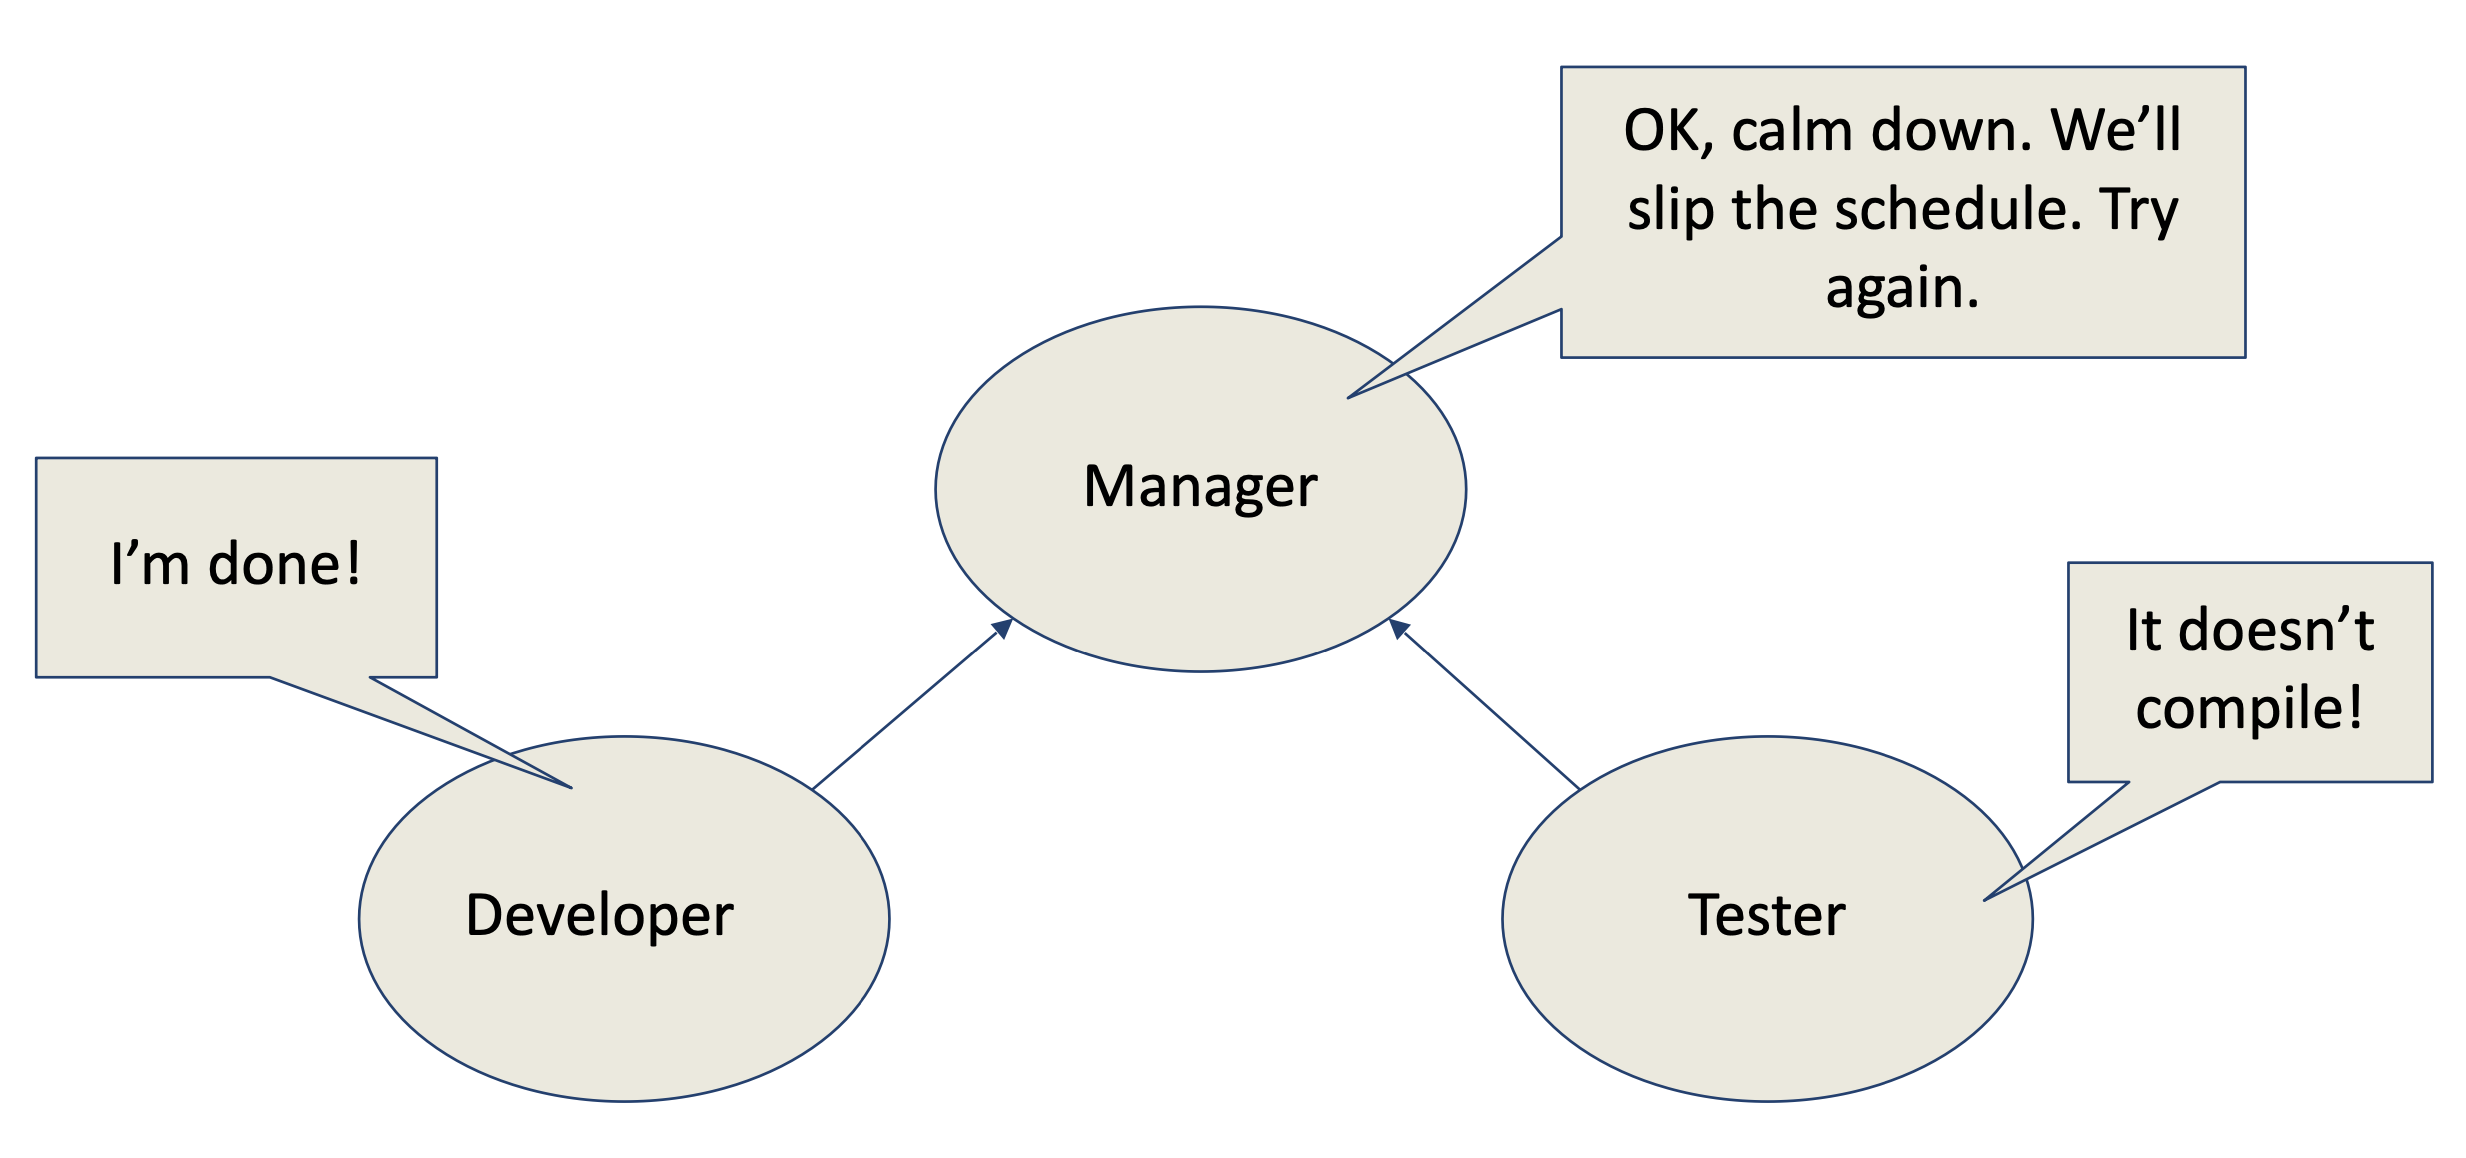 OK, calm down. We’ll
slip the schedule. Try
again.
Manager
I’m done!
It doesn’t
compile!
Developer
Tester